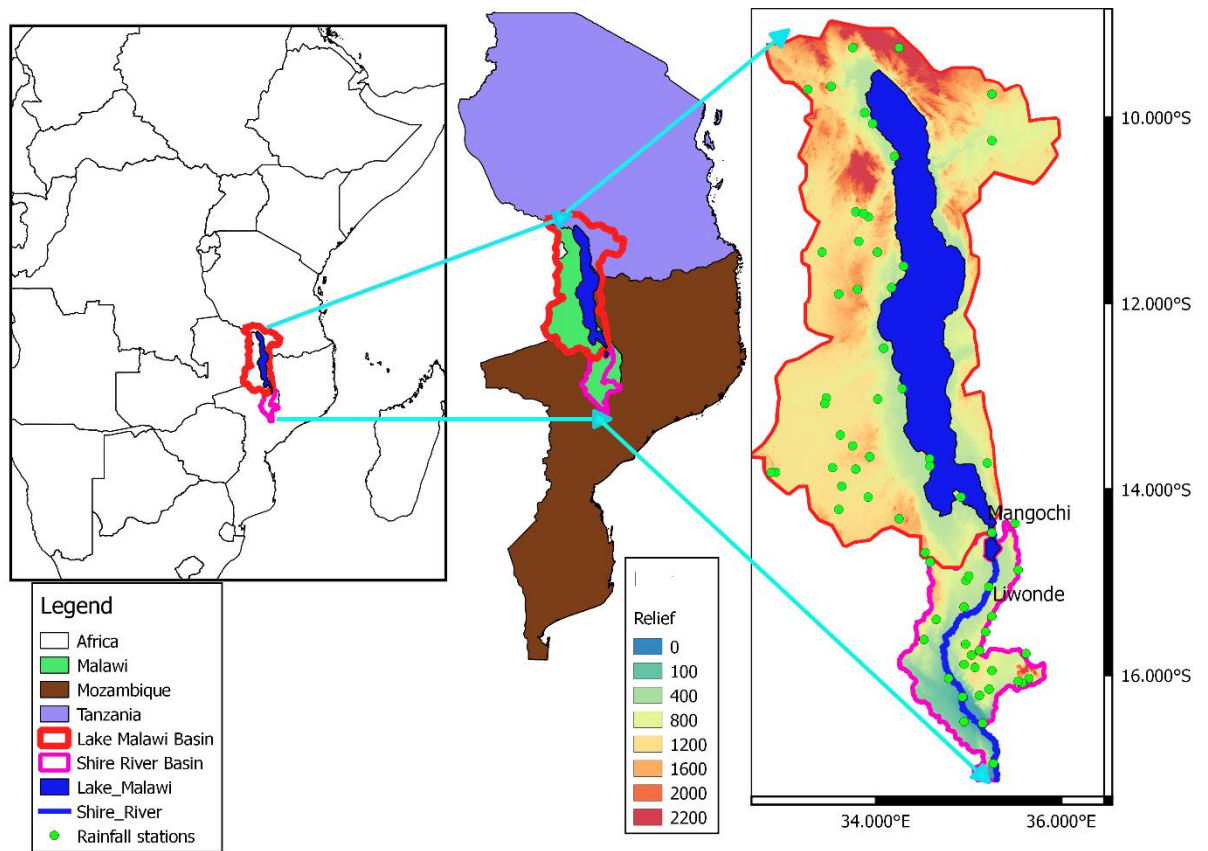 Legend
Africa
Malawi
Mozambique
Tanzania
Lake Malawi Basin
Shire River Basin
Lake_Malawi
Shire_River
Rainfall stations
Relief
0
100
400
800
1200
1600
2000
2200
Mangochi
Liwonde
10.000°S
12.000°S
14.000°S
16.000°S
34.000°E
36.000°E